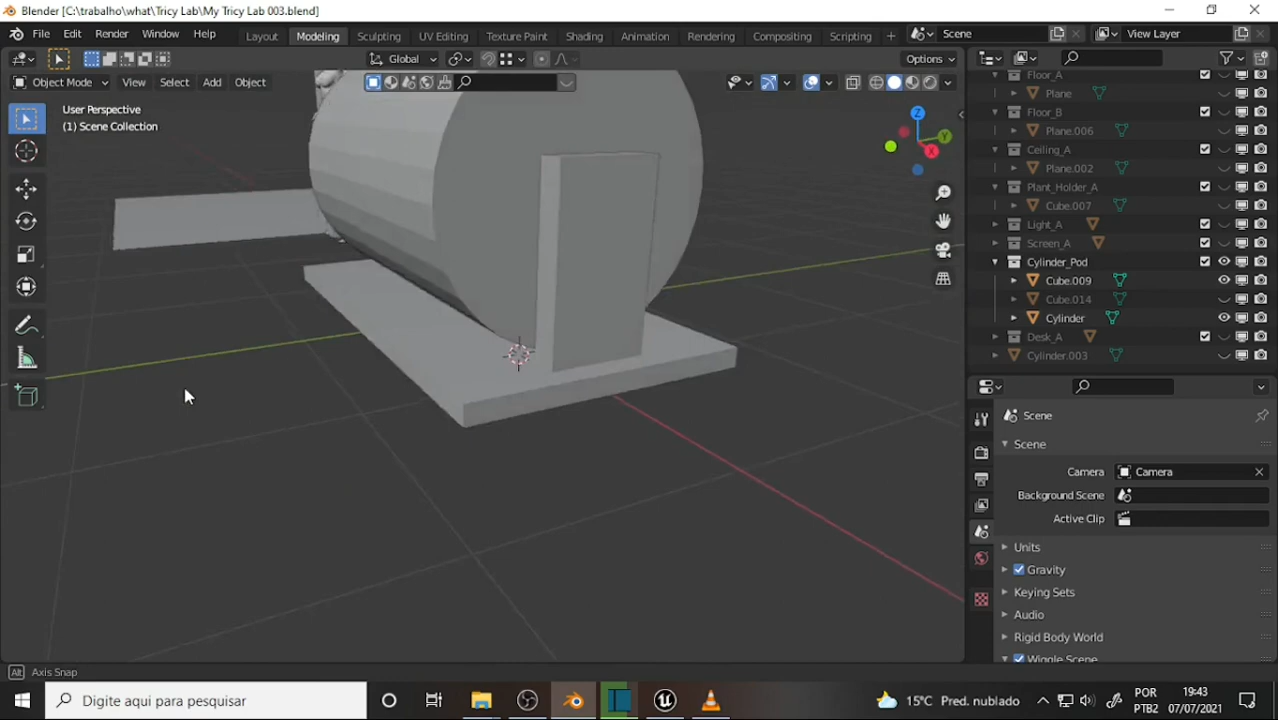 Blender [C:\trabalho\what\Tricy Lab\My Tricy Lab 003.blend]
File Edit Render Window Help Layout Modeling Sculpting UV Editing Texture Paint Shading Animation Rendering Compositing Scripting + Scene View Layer
Global Options
Object Mode View Select Add Object
User Perspective
(1) Scene Collection
Z
Y
X
Floor_A
Plane
Floor_B
Plane.006
Ceiling_A
Plane.002
Plant_Holder_A
Cube.007
Light_A
Screen_A
Cylinder_Pod
Cube.009
Cube.014
Cylinder
Desk_A
Cylinder.003
Scene
Scene
Camera Camera
Background Scene
Active Clip
Units
Gravity
Keying Sets
Audio
Rigid Body World
Wiggle Scene
Alt Axis Snap
Digite aqui para pesquisar
15°C Pred. nublado
POR
PTB2
19:43
07/07/2021